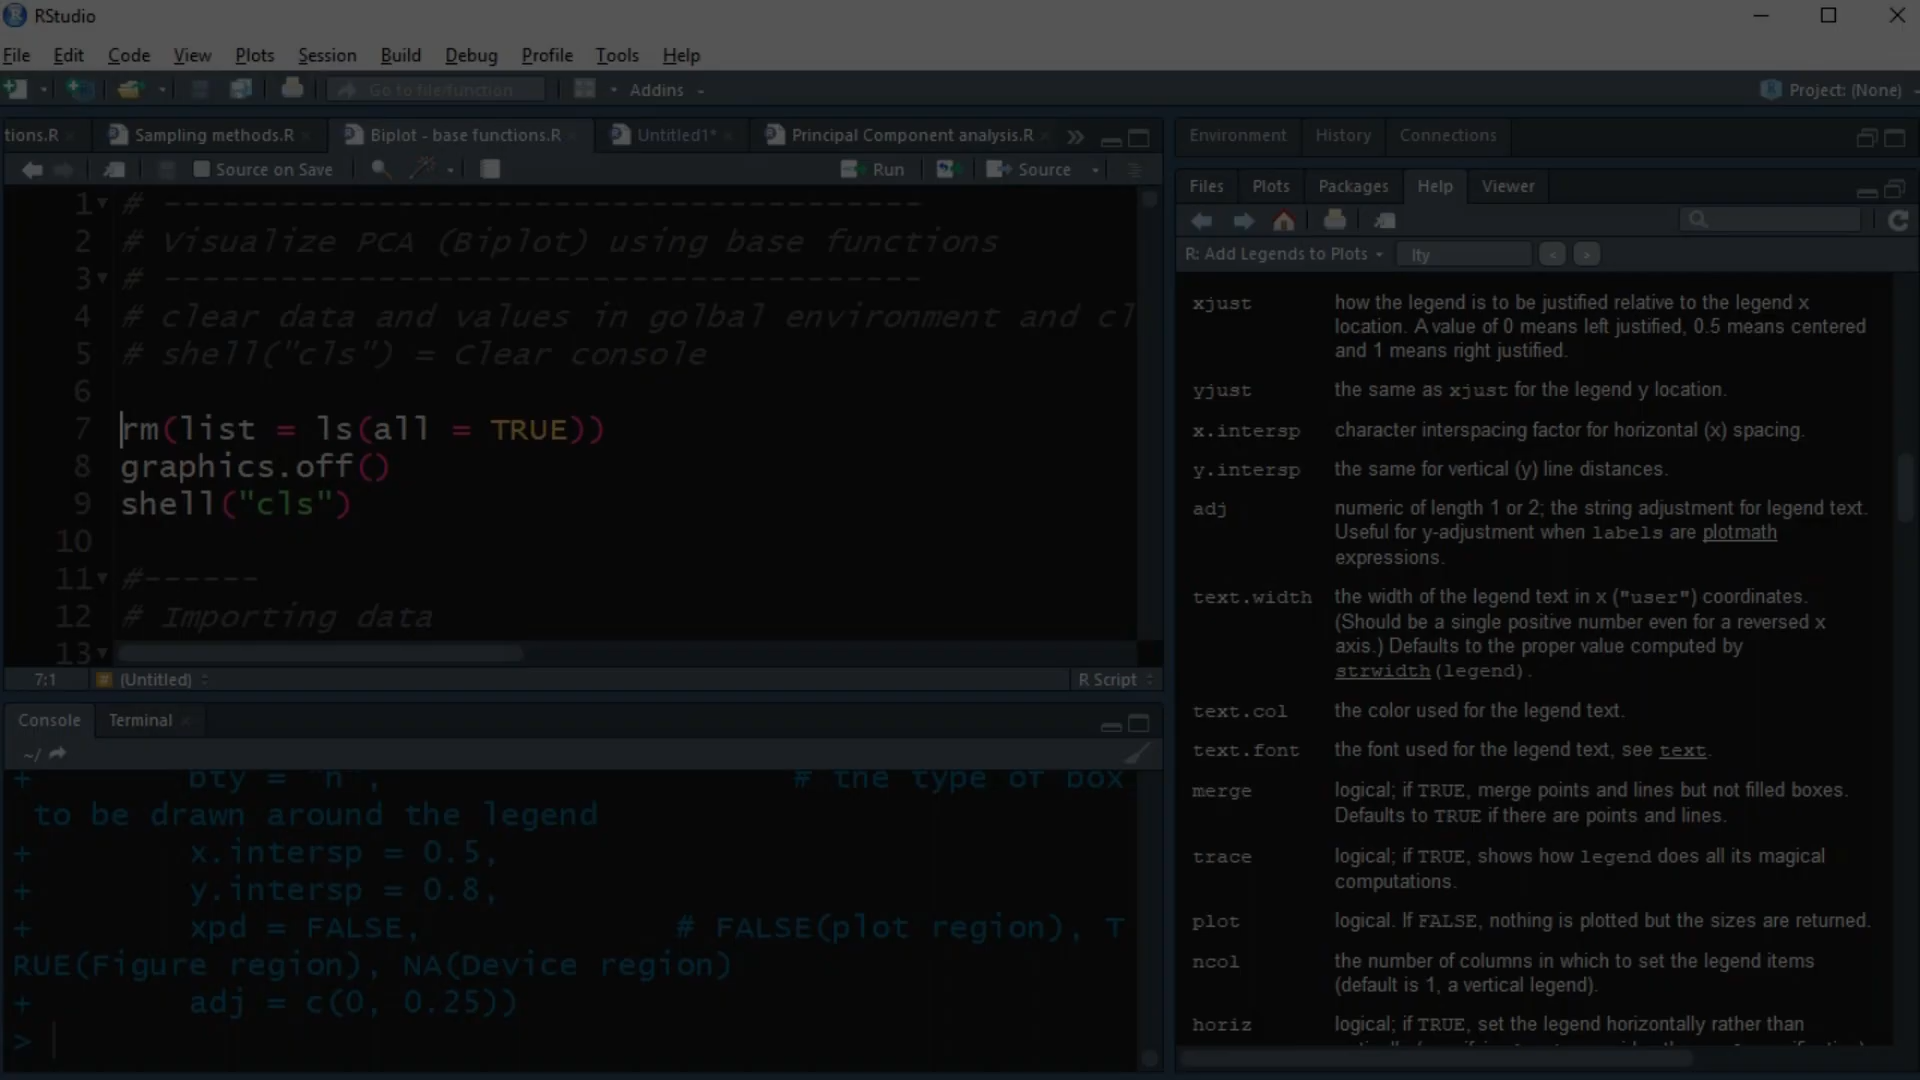 RStudio
File Edit Code View Plots Session Build Debug Profile Tools Help
Go to file/function Addins Project: (None)
tions.R Sampling methods.R Biplot - base functions.R Untitled1* Principal Component analysis.R
Source on Save Run Source
1 # ---------------------------------------
2 # Visualize PCA (Biplot) using base functions
3 # ---------------------------------------
4 # clear data and values in golbal environment and cl
5 # shell("cls") = Clear console
6
7 rm(list = ls(all = TRUE))
8 graphics.off()
9 shell("cls")
10
11 #------
12 # Importing data
13
7:1 (Untitled) R Script
Console Terminal
~/
+ bty = "n", # the type of box
to be drawn around the legend
+ x.intersp = 0.5,
+ y.intersp = 0.8,
+ xpd = FALSE, # FALSE(plot region), T
RUE(Figure region), NA(Device region)
+ adj = c(0, 0.25))
>
Environment History Connections
Files Plots Packages Help Viewer
R: Add Legends to Plots lty < >
xjust how the legend is to be justified relative to the legend x
location. A value of 0 means left justified, 0.5 means centered
and 1 means right justified.
yjust the same as xjust for the legend y location.
x.intersp character interspacing factor for horizontal (x) spacing.
y.intersp the same for vertical (y) line distances.
adj numeric of length 1 or 2; the string adjustment for legend text.
Useful for y-adjustment when labels are plotmath
expressions.
text.width the width of the legend text in x ("user") coordinates.
(Should be a single positive number even for a reversed x
axis.) Defaults to the proper value computed by
strwidth(legend).
text.col the color used for the legend text.
text.font the font used for the legend text, see text.
merge logical; if TRUE, merge points and lines but not filled boxes.
Defaults to TRUE if there are points and lines.
trace logical; if TRUE, shows how legend does all its magical
computations.
plot logical. If FALSE, nothing is plotted but the sizes are returned.
ncol the number of columns in which to set the legend items
(default is 1, a vertical legend).
horiz logical; if TRUE, set the legend horizontally rather than